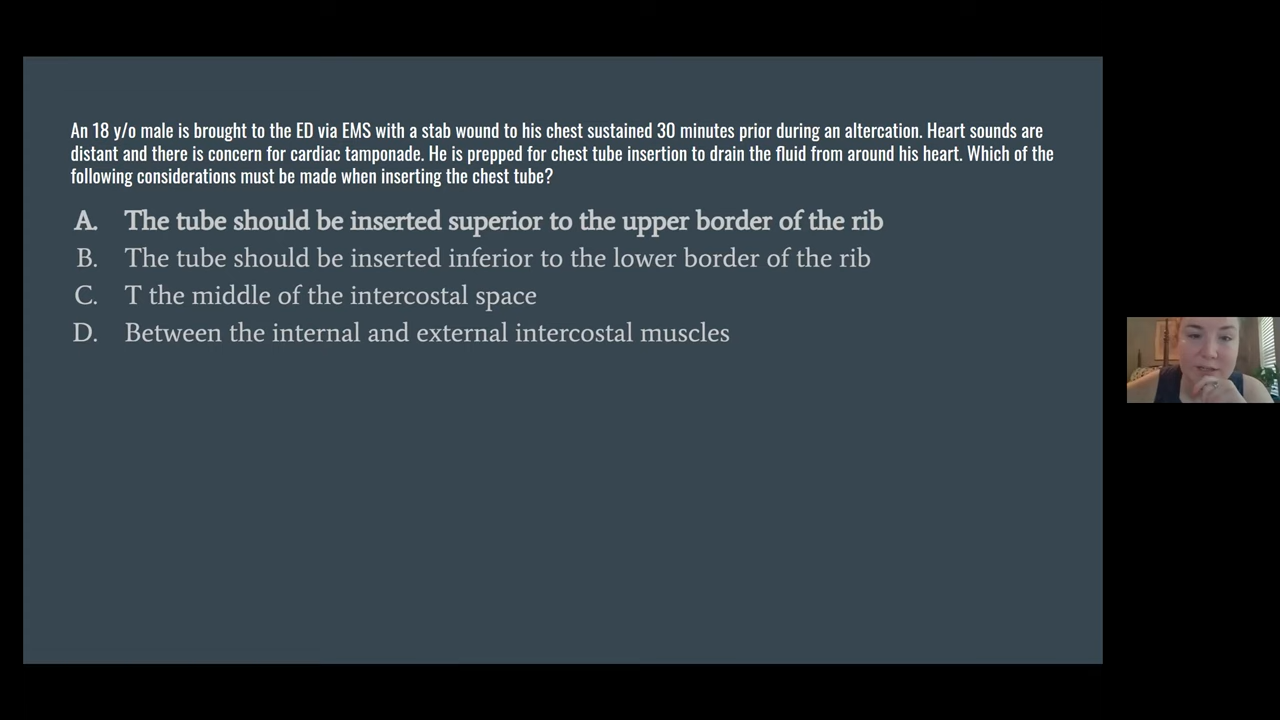 An 18 y/o male is brought to the ED via EMS with a stab wound to his chest sustained 30 minutes prior during an altercation. Heart sounds are
distant and there is concern for cardiac tamponade. He is prepped for chest tube insertion to drain the fluid from around his heart. Which of the
following considerations must be made when inserting the chest tube?
A. The tube should be inserted superior to the upper border of the rib
B. The tube should be inserted inferior to the lower border of the rib
C. T the middle of the intercostal space
D. Between the internal and external intercostal muscles